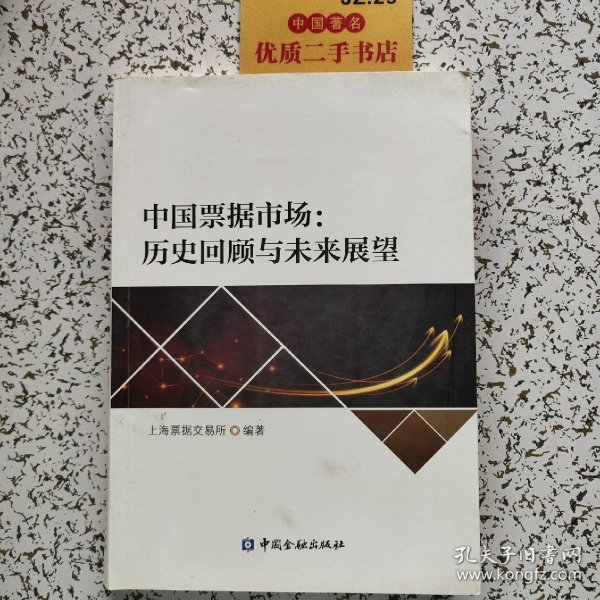 中国著名
优质二手书店
中国票据市场：
历史回顾与未来展望
上海票据交易所 ◎ 编著
中国金融出版社
孔夫子旧书网
www.kongfz.com